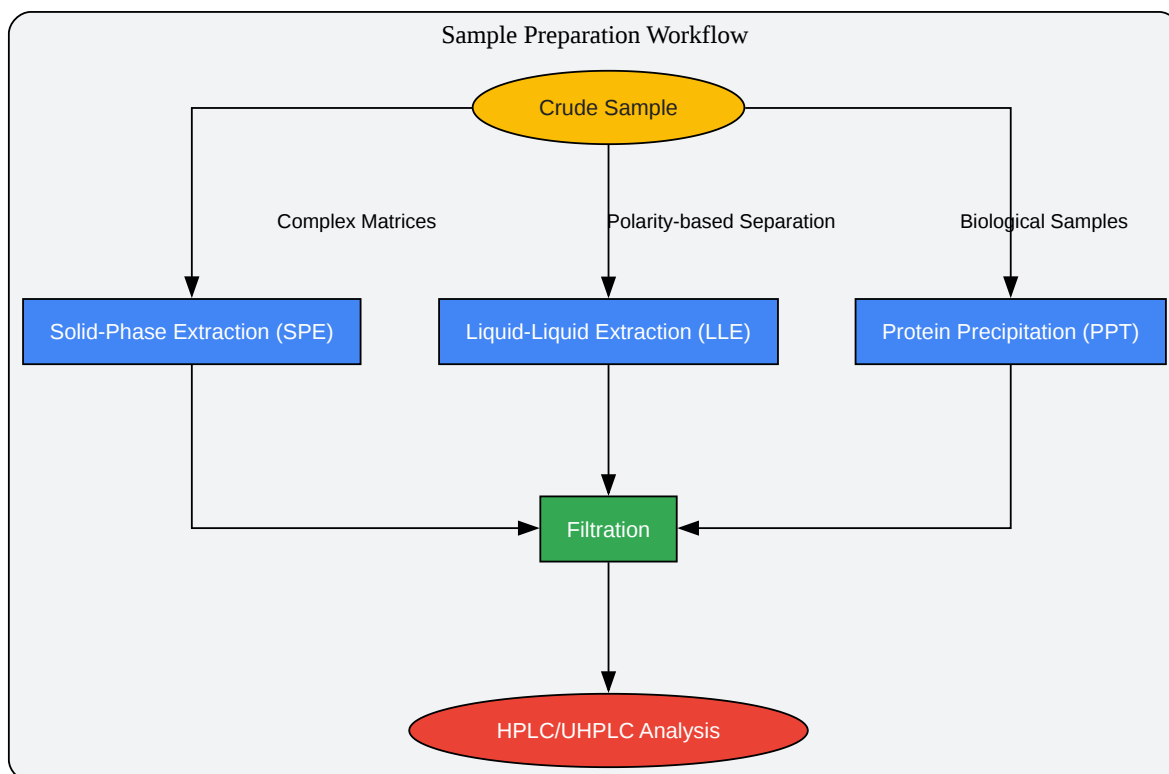 Sample Preparation Workflow
Crude Sample
Complex Matrices
Polarity-based Separation
Biological Samples
Solid-Phase Extraction (SPE)
Liquid-Liquid Extraction (LLE)
Protein Precipitation (PPT)
Filtration
HPLC/UHPLC Analysis